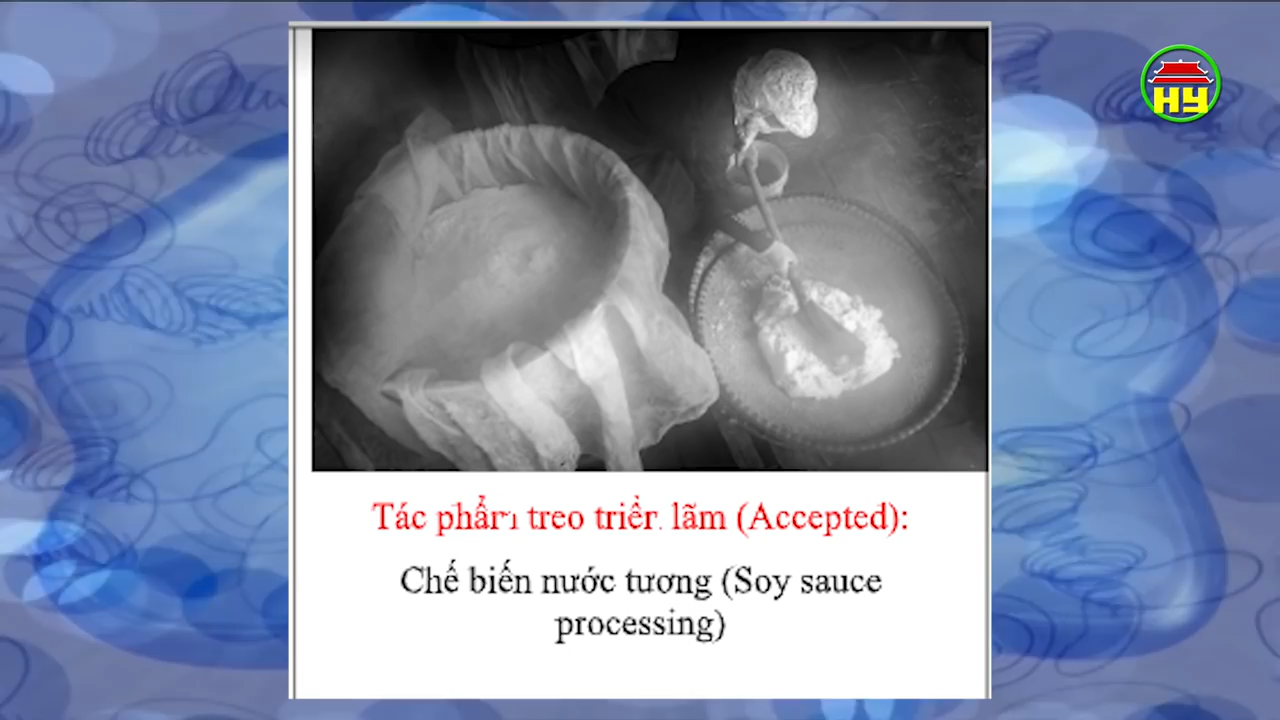 HY
Tác phẩm treo triển lãm (Accepted):
Chế biến nước tương (Soy sauce
processing)